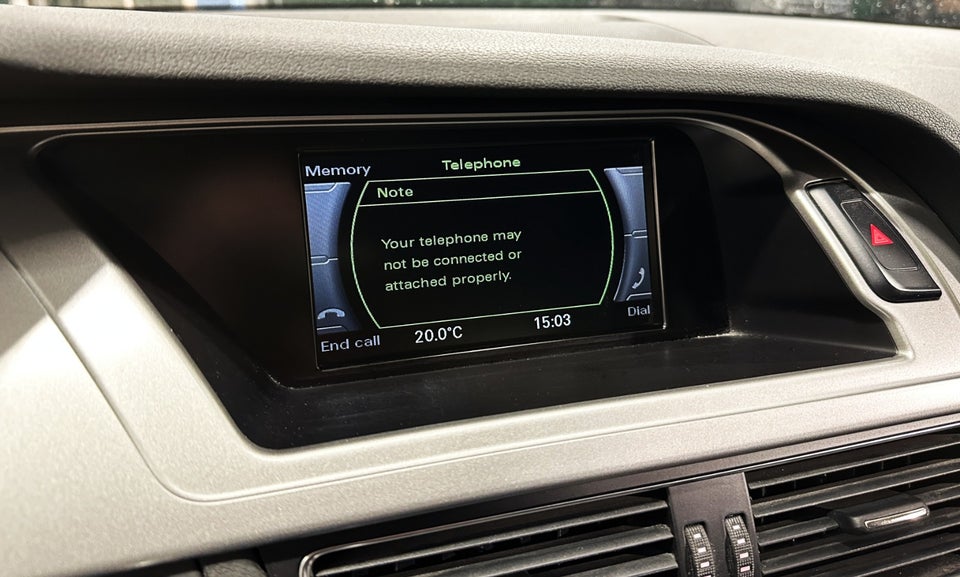 Memory
Telephone
Note
Your telephone may
not be connected or
attached properly.
End call
20.0°C
15:03
Dial